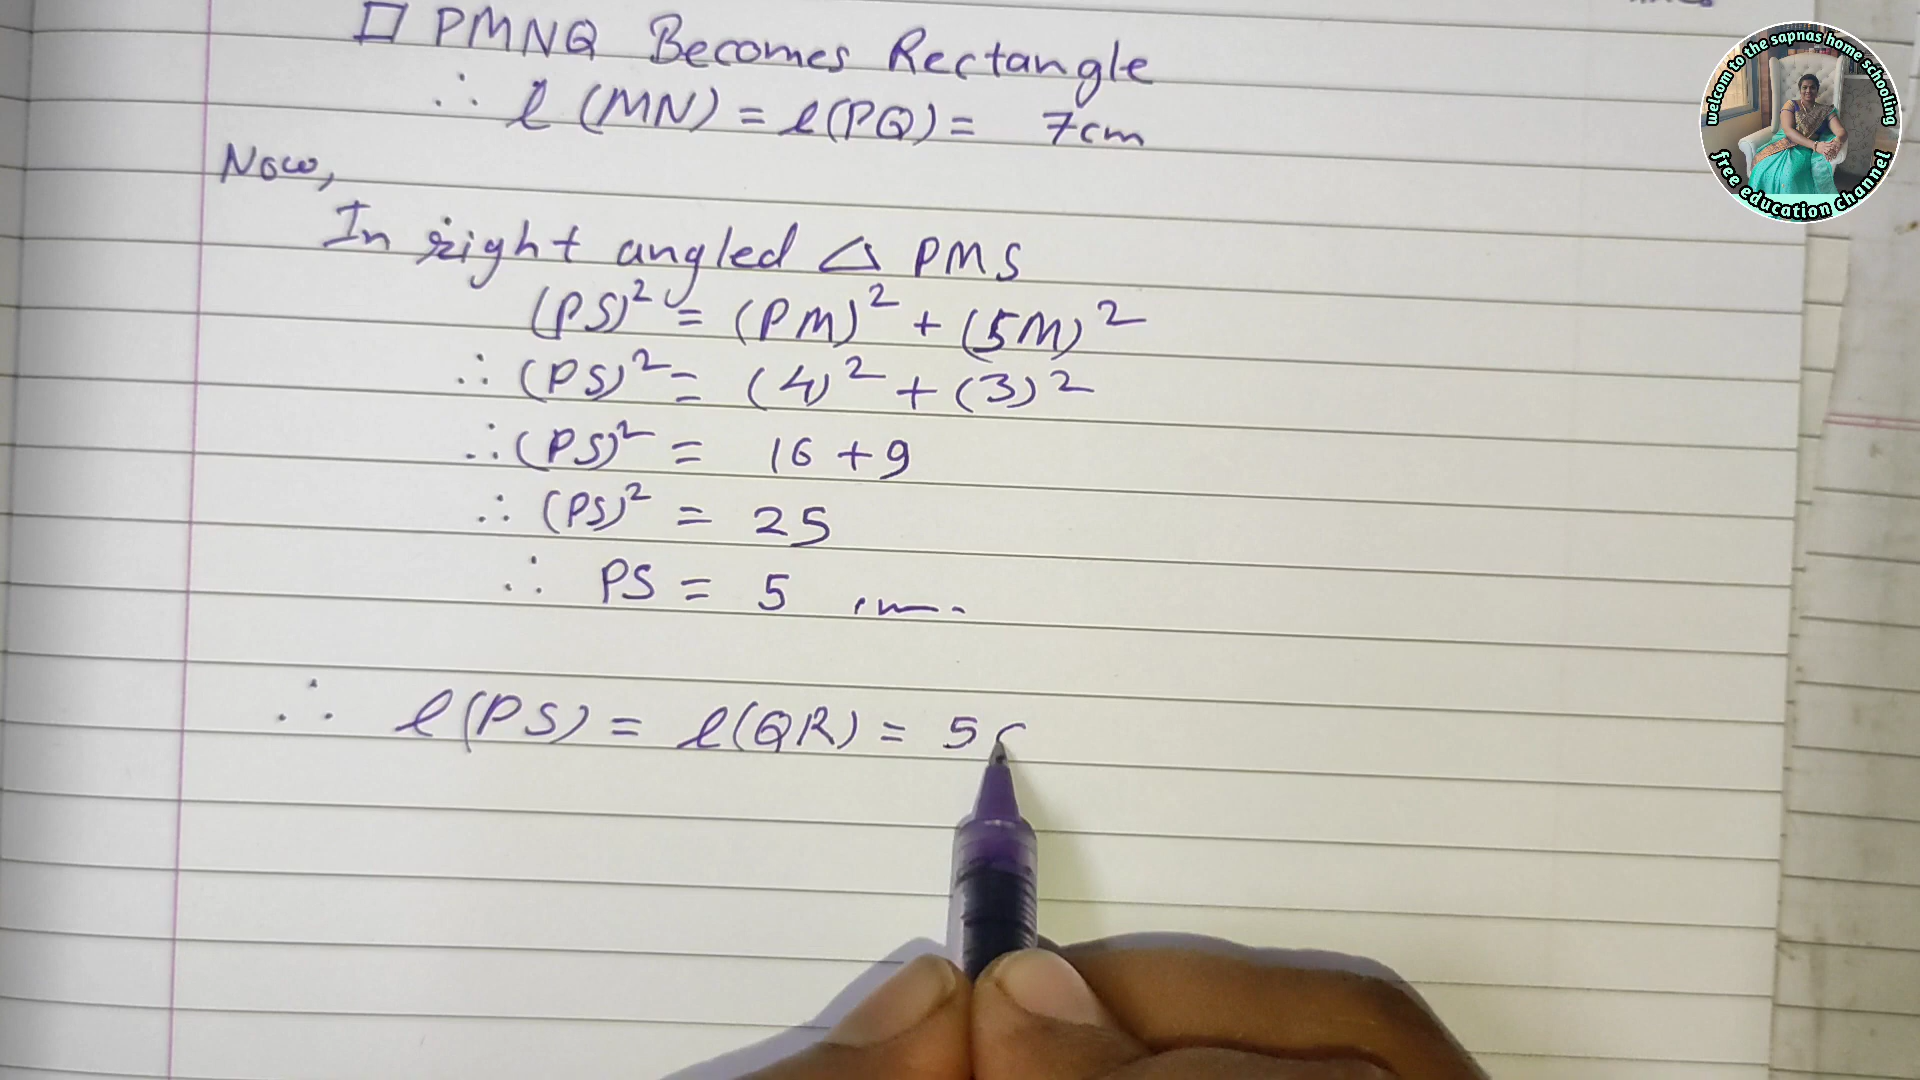 □ PMNQ Becomes Rectangle
∴ l (MN) = l(PQ) = 7cm
Now,
In right angled △ PMS
(PS)² = (PM)² + (SM)²
∴ (PS)² = (4)² + (3)²
∴ (PS)² = 16 + 9
∴ (PS)² = 25
∴ PS = 5 cm.
∴ l(PS) = l(QR) = 5c
welcom to the sapnas home schooling
free education channel